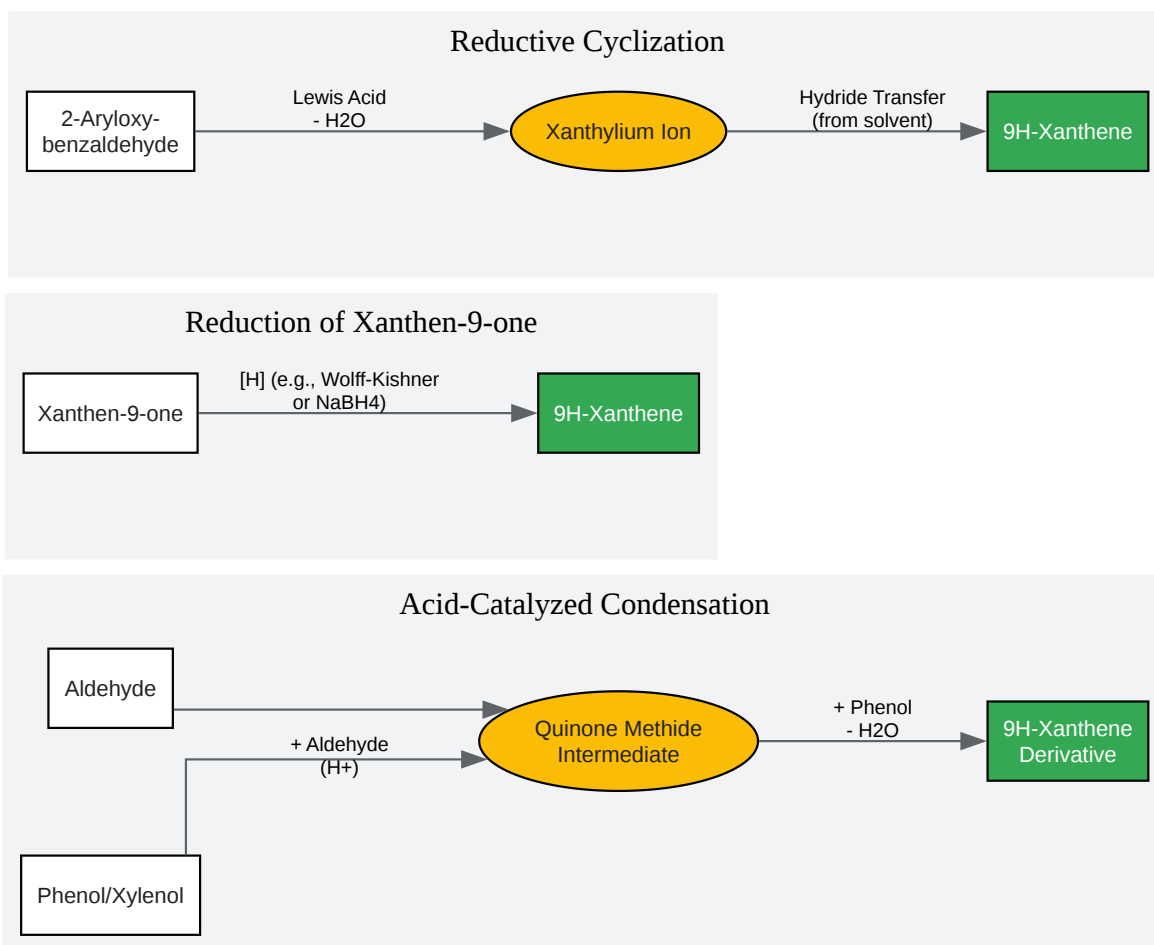 Reductive Cyclization
2-Aryloxy-
benzaldehyde
Lewis Acid
- H2O
Xanthylium Ion
Hydride Transfer
(from solvent)
9H-Xanthene
Reduction of Xanthen-9-one
Xanthen-9-one
[H] (e.g., Wolff-Kishner
or NaBH4)
9H-Xanthene
Acid-Catalyzed Condensation
Aldehyde
+ Aldehyde
(H+)
Phenol/Xylenol
Quinone Methide
Intermediate
+ Phenol
- H2O
9H-Xanthene
Derivative